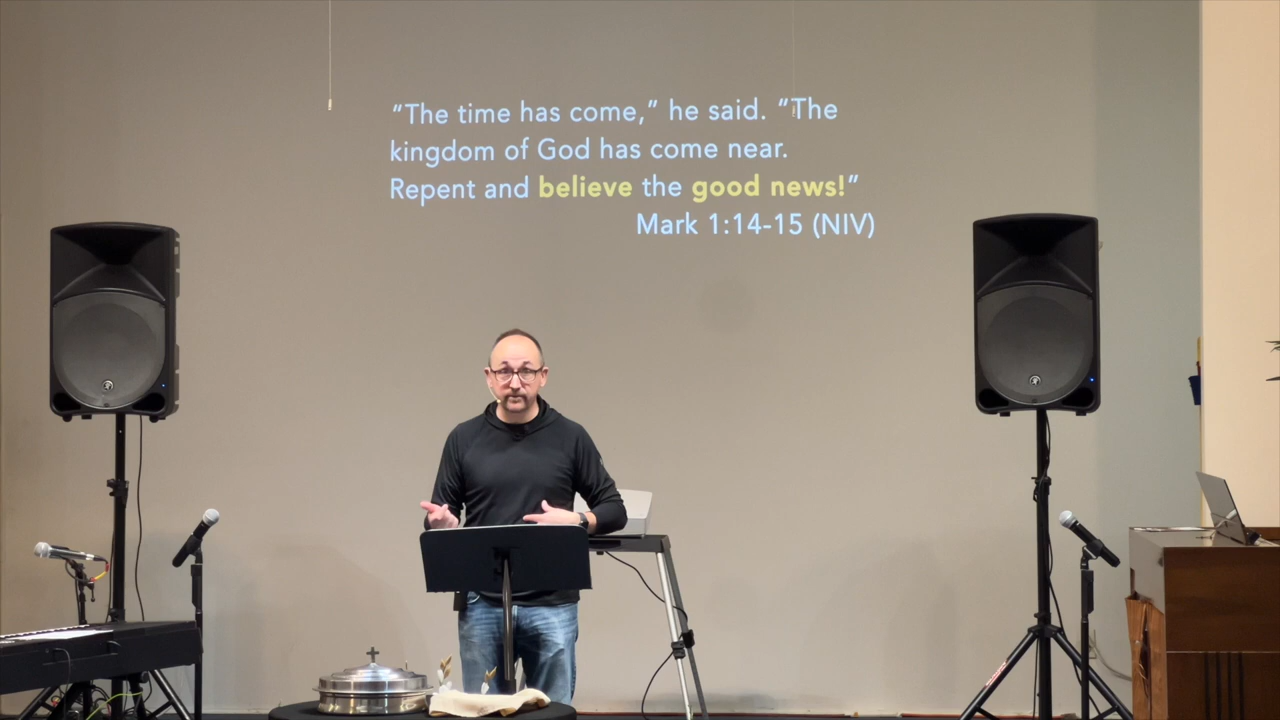 “The time has come,” he said. “The
kingdom of God has come near.
Repent and believe the good news!”
Mark 1:14-15 (NIV)